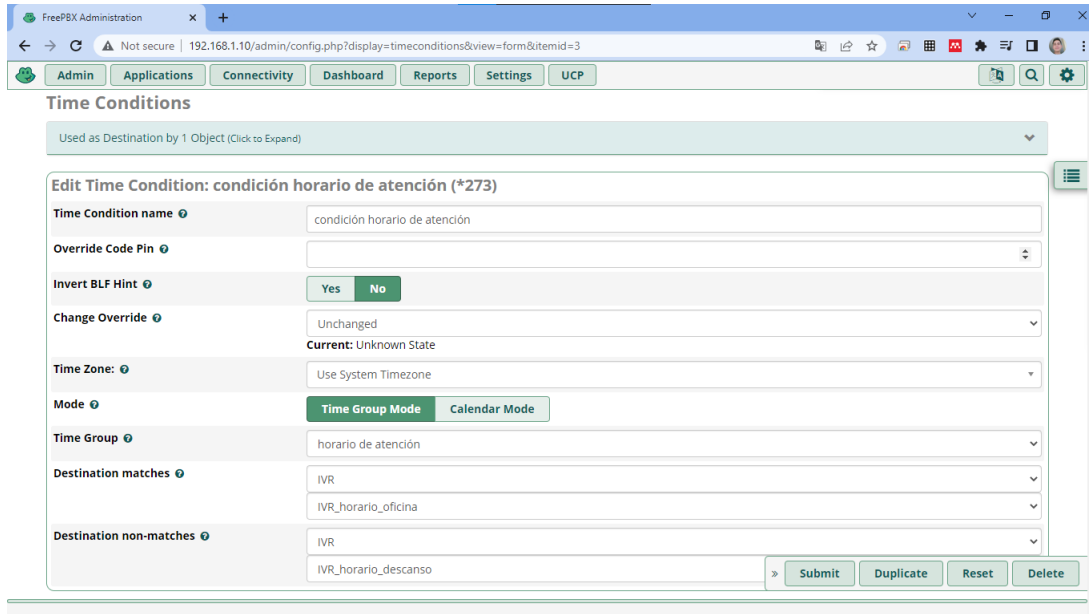 FreePBX Administration
Not secure | 192.168.1.10/admin/config.php?display=timeconditions&view=form&itemid=3
Admin Applications Connectivity Dashboard Reports Settings UCP
Time Conditions
Used as Destination by 1 Object (Click to Expand)
Edit Time Condition: condición horario de atención (*273)
Time Condition name
condición horario de atención
Override Code Pin
Invert BLF Hint
Yes No
Change Override
Unchanged
Current: Unknown State
Time Zone:
Use System Timezone
Mode
Time Group Mode Calendar Mode
Time Group
horario de atención
Destination matches
IVR
IVR_horario_oficina
Destination non-matches
IVR
IVR_horario_descanso
» Submit Duplicate Reset Delete